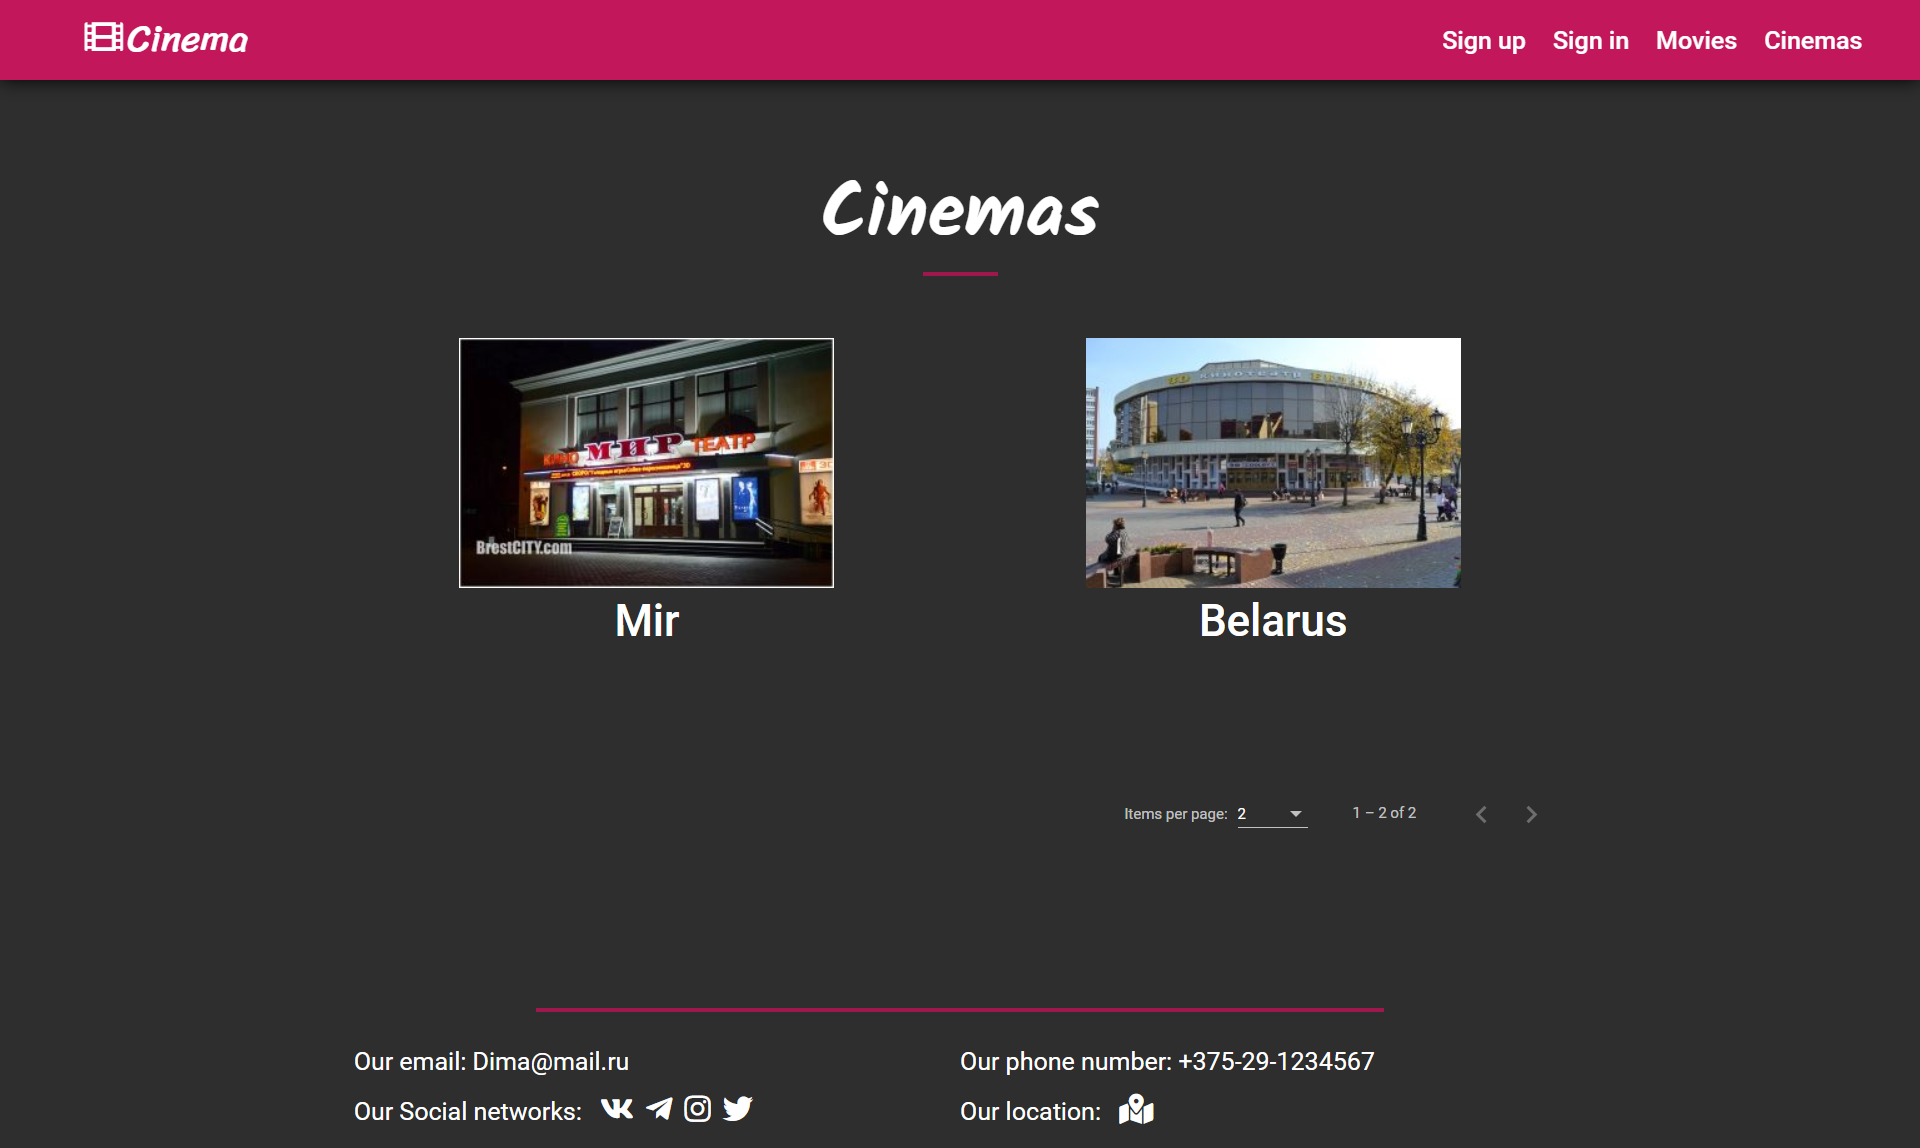 Cinema
Sign up
Sign in
Movies
Cinemas
Cinemas
КИНО МИР ТЕАТР
BrestCITY.com
3D кинотеатр
Mir
Belarus
Items per page: 2
1 – 2 of 2
Our email: Dima@mail.ru
Our phone number: +375-29-1234567
Our Social networks:
Our location: